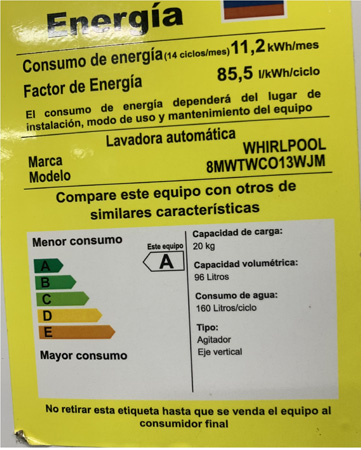 Energía
Consumo de energía (14 ciclos/mes) 11,2 kWh/mes
Factor de Energía 85,5 l/kWh/ciclo
El consumo de energía dependerá del lugar de
instalación, modo de uso y mantenimiento del equipo
Lavadora automática
Marca WHIRLPOOL
Modelo 8MWTWCO13WJM
Compare este equipo con otros de
similares características
Menor consumo
Este equipo
A
A
B
C
D
E
Mayor consumo
Capacidad de carga:
20 kg
Capacidad volumétrica:
96 Litros
Consumo de agua:
160 Litros/ciclo
Tipo:
Agitador
Eje vertical
No retirar esta etiqueta hasta que se venda el equipo al
consumidor final